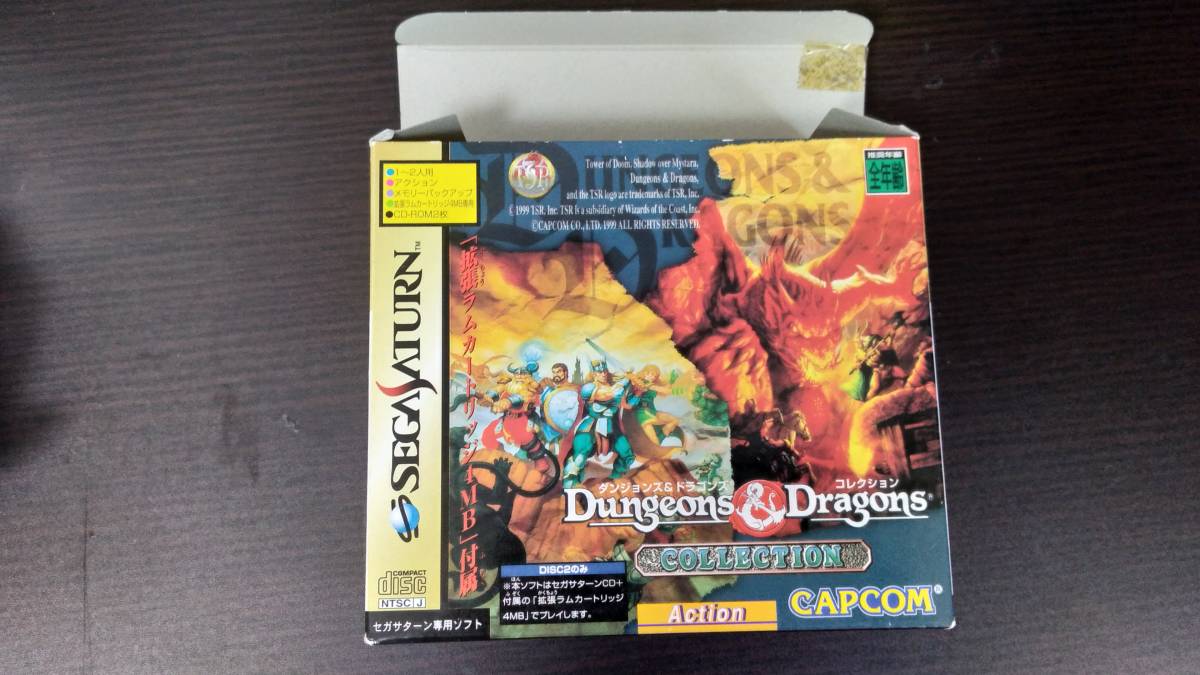 ●1〜2人用
●アクション
●メモリーバックアップ
●拡張ラムカートリッジ4MB専用
●CD-ROM2枚
SEGA SATURN™
COMPACT
disc
NTSC J
セガサターン専用ソフト
「拡張ラムカートリッジ4MB」付属
TSR
Tower of Doom, Shadow over Mystara,
Dungeons & Dragons,
and the TSR logo are trademarks of TSR, Inc.
©1999 TSR, Inc. TSR is a subsidiary of Wizards of the Coast, Inc.
©CAPCOM CO., LTD. 1999 ALL RIGHTS RESERVED.
DUNGEONS &
DRAGONS
推奨年齢
全年齢
ダンジョンズ&ドラゴンズ コレクション
Dungeons & Dragons®
COLLECTION
DISC2のみ
※本ソフトはセガサターンCD+
付属の「拡張ラムカートリッジ
4MB」でプレイします。
Action
CAPCOM®